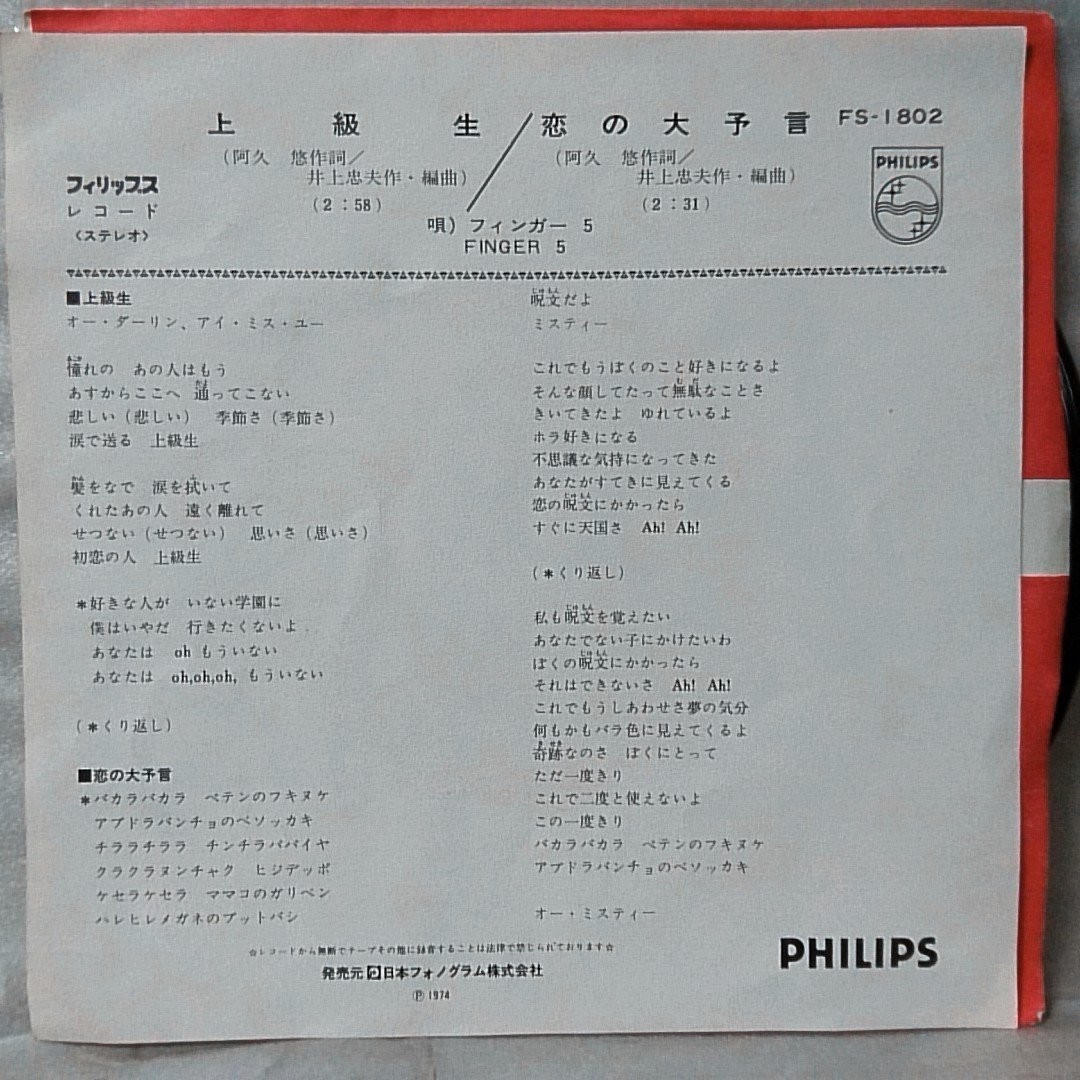 上級生／恋の大予言 FS-1802
(阿久 悠作詞／井上忠夫作・編曲)
(2:58)
(阿久 悠作詞／井上忠夫作・編曲)
(2:31)
フィリップス
レコード
〈ステレオ〉
PHILIPS
唄) フィンガー 5
FINGER 5
■上級生
オー・ダーリン、アイ・ミス・ユー
憧れの あの人はもう
あすからここへ 通ってこない
悲しい(悲しい) 季節さ(季節さ)
涙で送る 上級生
髪をなで 涙を拭いて
くれたあの人 遠く離れて
せつない(せつない) 思いさ(思いさ)
初恋の人 上級生
*好きな人が いない学園に
僕はいやだ 行きたくないよ
あなたは oh もういない
あなたは oh,oh,oh, もういない
(*くり返し)
■恋の大予言
*バカラバカラ ペテンのフキヌケ
アブドラバンチョのベソッカキ
チララチララ チンチラパパイヤ
クラクラヌンチャク ヒジデッポ
ケセラケセラ ママコのガリペン
ハレヒレメガネのブットバシ
呪文だよ
ミスティー
これでもうぼくのこと好きになるよ
そんな顔してたって無駄なことさ
きいてきたよ ゆれているよ
ホラ好きになる
不思議な気持になってきた
あなたがすてきに見えてくる
恋の呪文にかかったら
すぐに天国さ Ah! Ah!
(*くり返し)
私も呪文を覚えたい
あなたでない子にかけたいわ
ぼくの呪文にかかったら
それはできないさ Ah! Ah!
これでもうしあわせさ夢の気分
何もかもバラ色に見えてくるよ
奇跡なのさ ぼくにとって
ただ一度きり
これで二度と使えないよ
この一度きり
バカラバカラ ペテンのフキヌケ
アブドラバンチョのベソッカキ
オー・ミスティー
☆レコードから無断でテープその他に録音することは法律で禁じられております☆
発売元 日本フォノグラム株式会社
Ⓟ1974
PHILIPS